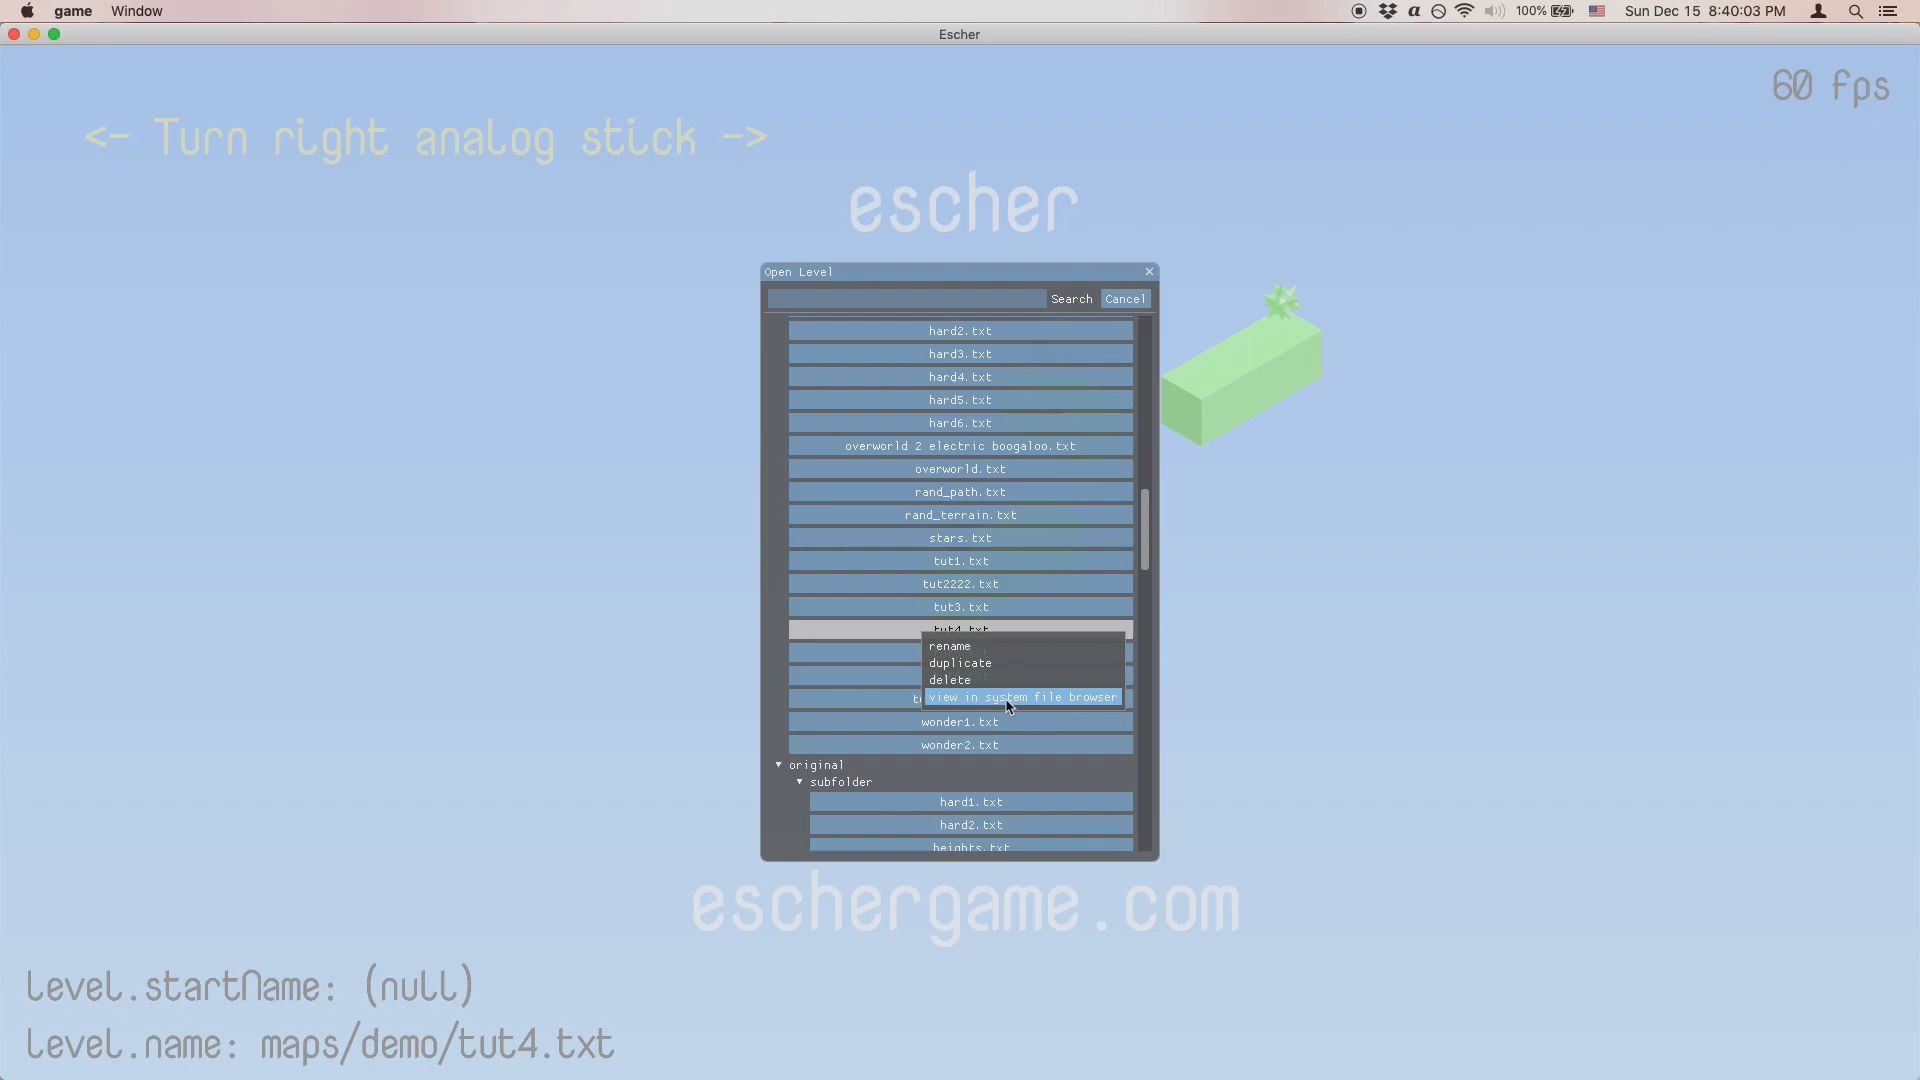 game Window
100% Sun Dec 15 8:40:03 PM
Escher
60 fps
<- Turn right analog stick ->
escher
Open Level
Search Cancel
hard2.txt
hard3.txt
hard4.txt
hard5.txt
hard6.txt
overworld 2 electric boogaloo.txt
overworld.txt
rand_path.txt
rand_terrain.txt
stars.txt
tut1.txt
tut2222.txt
tut3.txt
tut4.txt
rename
duplicate
delete
view in system file browser
wonder1.txt
wonder2.txt
original
subfolder
hard1.txt
hard2.txt
heights.txt
eschergame.com
level.startName: (null)
level.name: maps/demo/tut4.txt